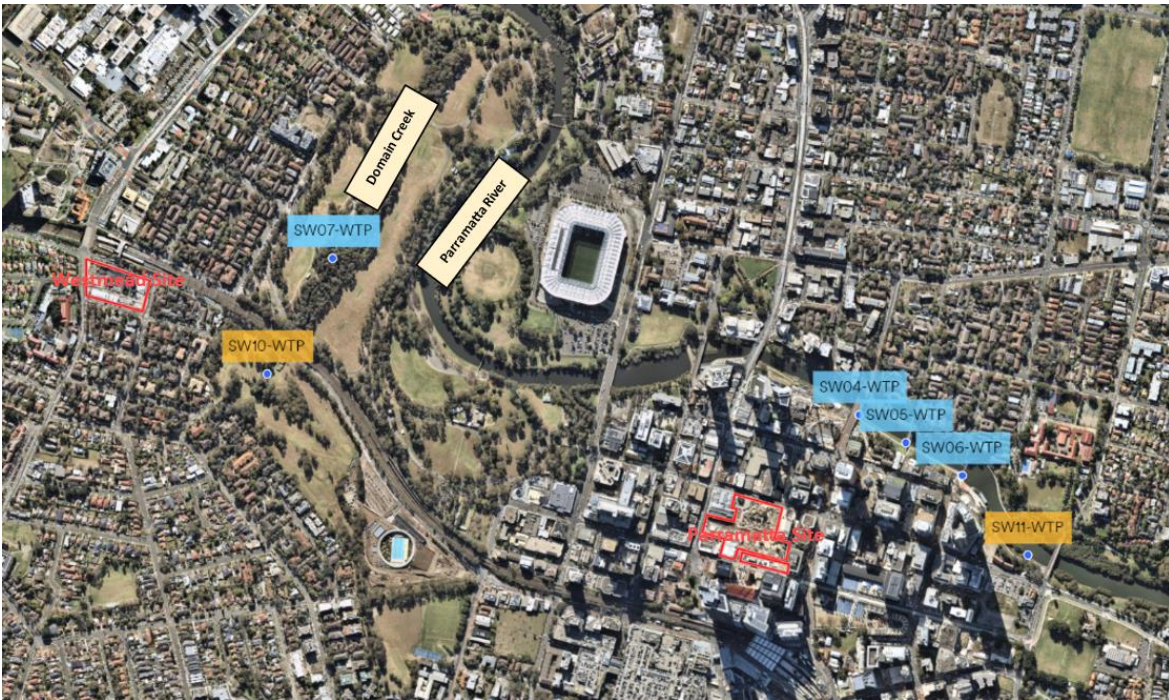 Domain Creek
Parramatta River
SW07-WTP
Westmead Site
SW10-WTP
SW04-WTP
SW05-WTP
SW06-WTP
Parramatta Site
SW11-WTP